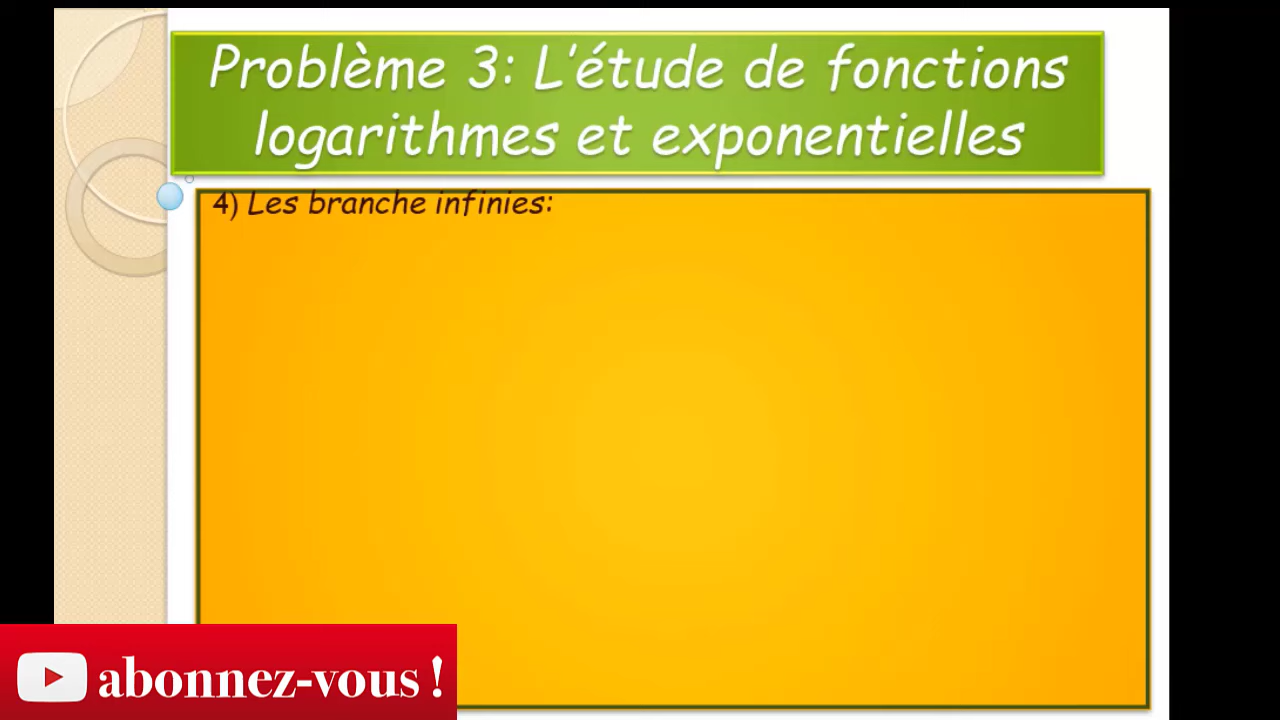 Problème 3: L'étude de fonctions
logarithmes et exponentielles
4) Les branche infinies:
abonnez-vous !